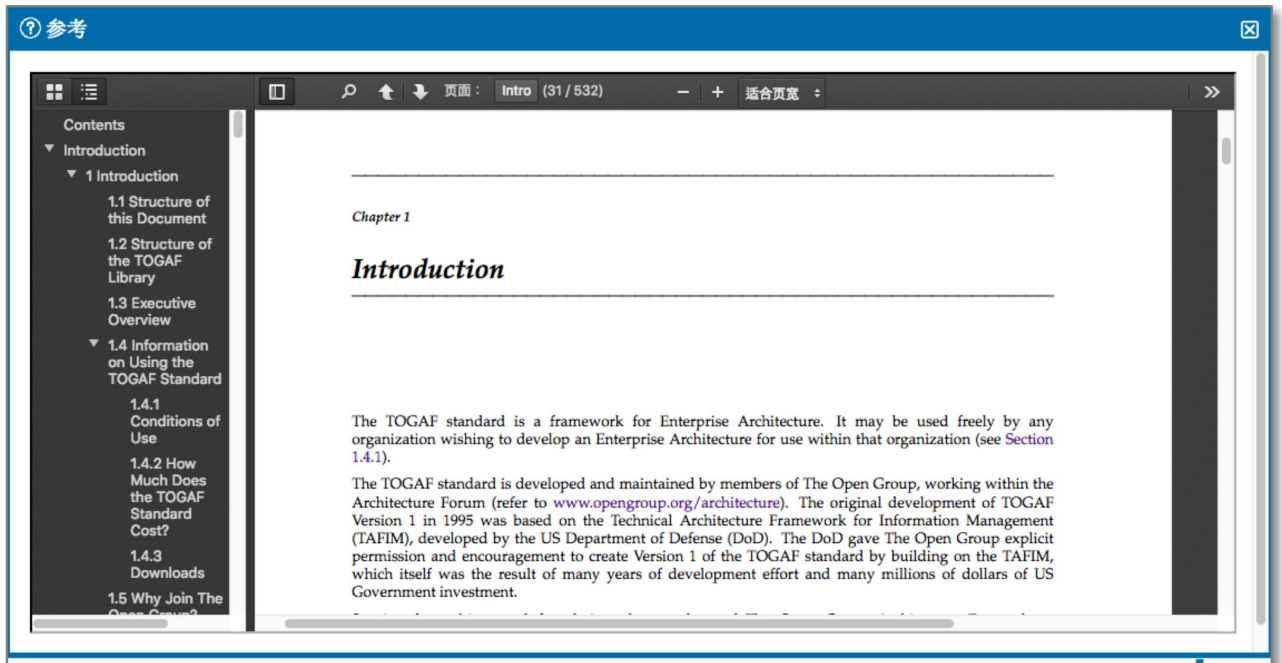 参考
页面： Intro (31 / 532) 适合页宽
Contents
Introduction
1 Introduction
1.1 Structure of
this Document
1.2 Structure of
the TOGAF
Library
1.3 Executive
Overview
1.4 Information
on Using the
TOGAF Standard
1.4.1
Conditions of
Use
1.4.2 How
Much Does
the TOGAF
Standard
Cost?
1.4.3
Downloads
1.5 Why Join The
Open Group?
Chapter 1
Introduction
The TOGAF standard is a framework for Enterprise Architecture. It may be used freely by any
organization wishing to develop an Enterprise Architecture for use within that organization (see Section
1.4.1).
The TOGAF standard is developed and maintained by members of The Open Group, working within the
Architecture Forum (refer to www.opengroup.org/architecture). The original development of TOGAF
Version 1 in 1995 was based on the Technical Architecture Framework for Information Management
(TAFIM), developed by the US Department of Defense (DoD). The DoD gave The Open Group explicit
permission and encouragement to create Version 1 of the TOGAF standard by building on the TAFIM,
which itself was the result of many years of development effort and many millions of dollars of US
Government investment.